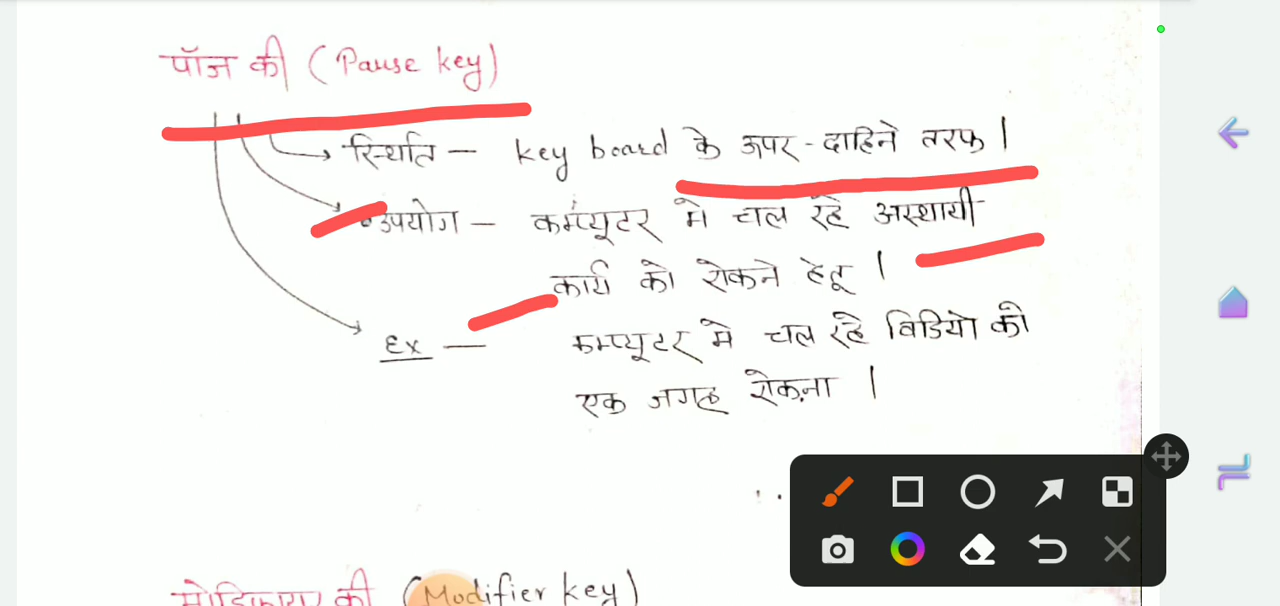 पॉज की (Pause key)
स्थिति - key board के ऊपर-दाहिने तरफ।
उपयोग - कम्प्यूटर मे चल रहे अस्थायी
कार्य को रोकने हेतू।
Ex - कम्प्यूटर मे चल रहे विडियो को
एक जगह रोकना।
मोडिफायर की (Modifier key)